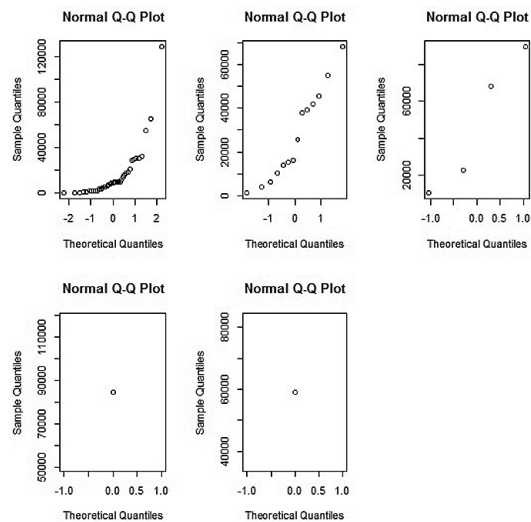 Normal Q-Q Plot
Sample Quantiles
0
40000
80000
120000
-2 -1 0 1 2
Theoretical Quantiles
Normal Q-Q Plot
Sample Quantiles
0
20000
40000
60000
-1 0 1
Theoretical Quantiles
Normal Q-Q Plot
Sample Quantiles
20000
60000
-1.0 0.0 0.5 1.0
Theoretical Quantiles
Normal Q-Q Plot
Sample Quantiles
50000
70000
90000
110000
-1.0 0.0 0.5 1.0
Theoretical Quantiles
Normal Q-Q Plot
Sample Quantiles
40000
60000
80000
-1.0 0.0 0.5 1.0
Theoretical Quantiles